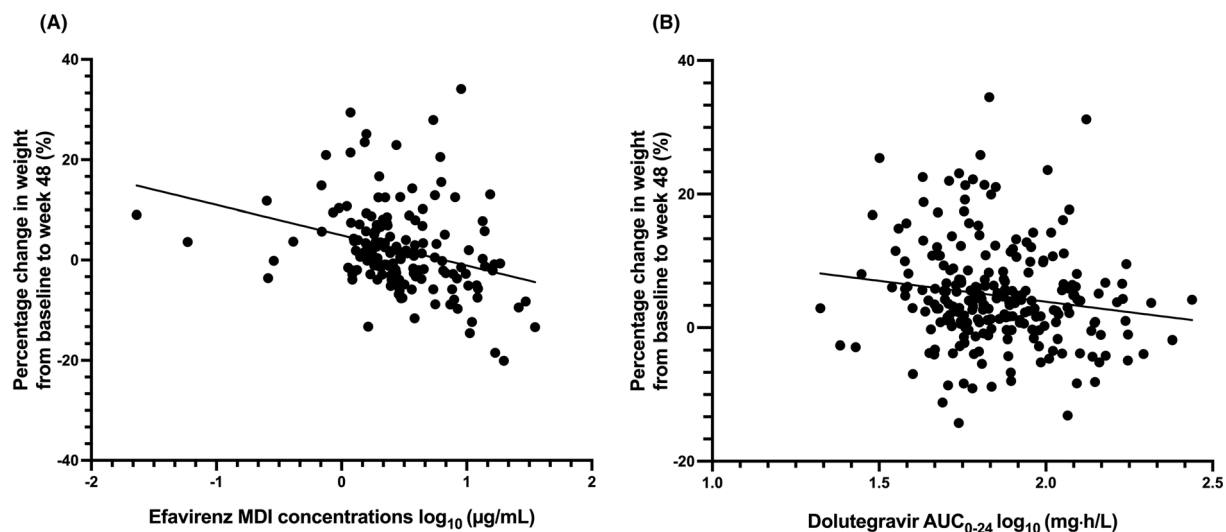 (A)
Percentage change in weight
from baseline to week 48 (%)
40
20
0
-20
-40
-2
-1
0
1
2
Efavirenz MDI concentrations log₁₀ (µg/mL)
(B)
Percentage change in weight
from baseline to week 48 (%)
40
20
0
-20
1.0
1.5
2.0
2.5
Dolutegravir AUC₀₋₂₄ log₁₀ (mg·h/L)